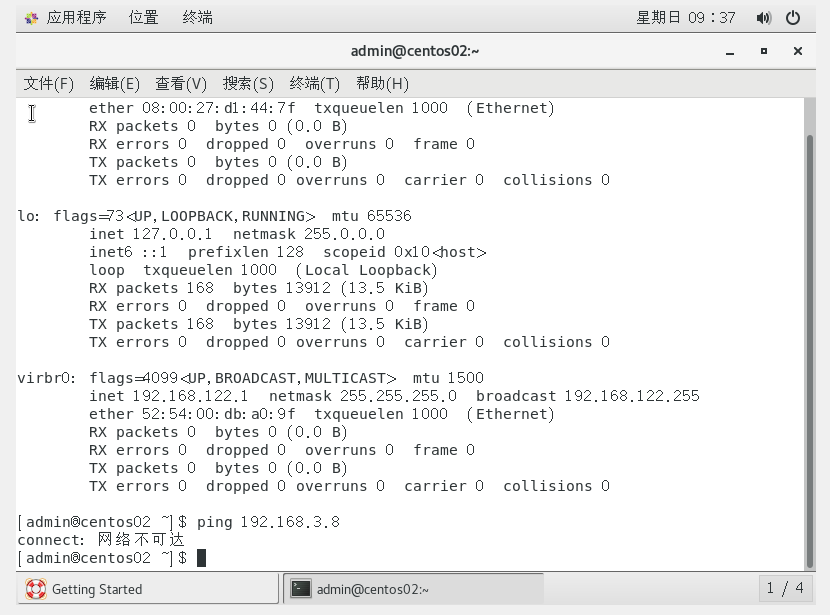 应用程序 位置 终端 星期日 09：37
admin@centos02:~
文件(F) 编辑(E) 查看(V) 搜索(S) 终端(T) 帮助(H)
ether 08:00:27:d1:44:7f  txqueuelen 1000  (Ethernet)
RX packets 0  bytes 0 (0.0 B)
RX errors 0  dropped 0  overruns 0  frame 0
TX packets 0  bytes 0 (0.0 B)
TX errors 0  dropped 0 overruns 0  carrier 0  collisions 0
lo: flags=73<UP,LOOPBACK,RUNNING>  mtu 65536
inet 127.0.0.1  netmask 255.0.0.0
inet6 ::1  prefixlen 128  scopeid 0x10<host>
loop  txqueuelen 1000  (Local Loopback)
RX packets 168  bytes 13912 (13.5 KiB)
RX errors 0  dropped 0  overruns 0  frame 0
TX packets 168  bytes 13912 (13.5 KiB)
TX errors 0  dropped 0 overruns 0  carrier 0  collisions 0
virbr0: flags=4099<UP,BROADCAST,MULTICAST>  mtu 1500
inet 192.168.122.1  netmask 255.255.255.0  broadcast 192.168.122.255
ether 52:54:00:db:a0:9f  txqueuelen 1000  (Ethernet)
RX packets 0  bytes 0 (0.0 B)
RX errors 0  dropped 0  overruns 0  frame 0
TX packets 0  bytes 0 (0.0 B)
TX errors 0  dropped 0 overruns 0  carrier 0  collisions 0
[admin@centos02 ~]$ ping 192.168.3.8
connect: 网络不可达
[admin@centos02 ~]$
Getting Started admin@centos02:~ 1 / 4